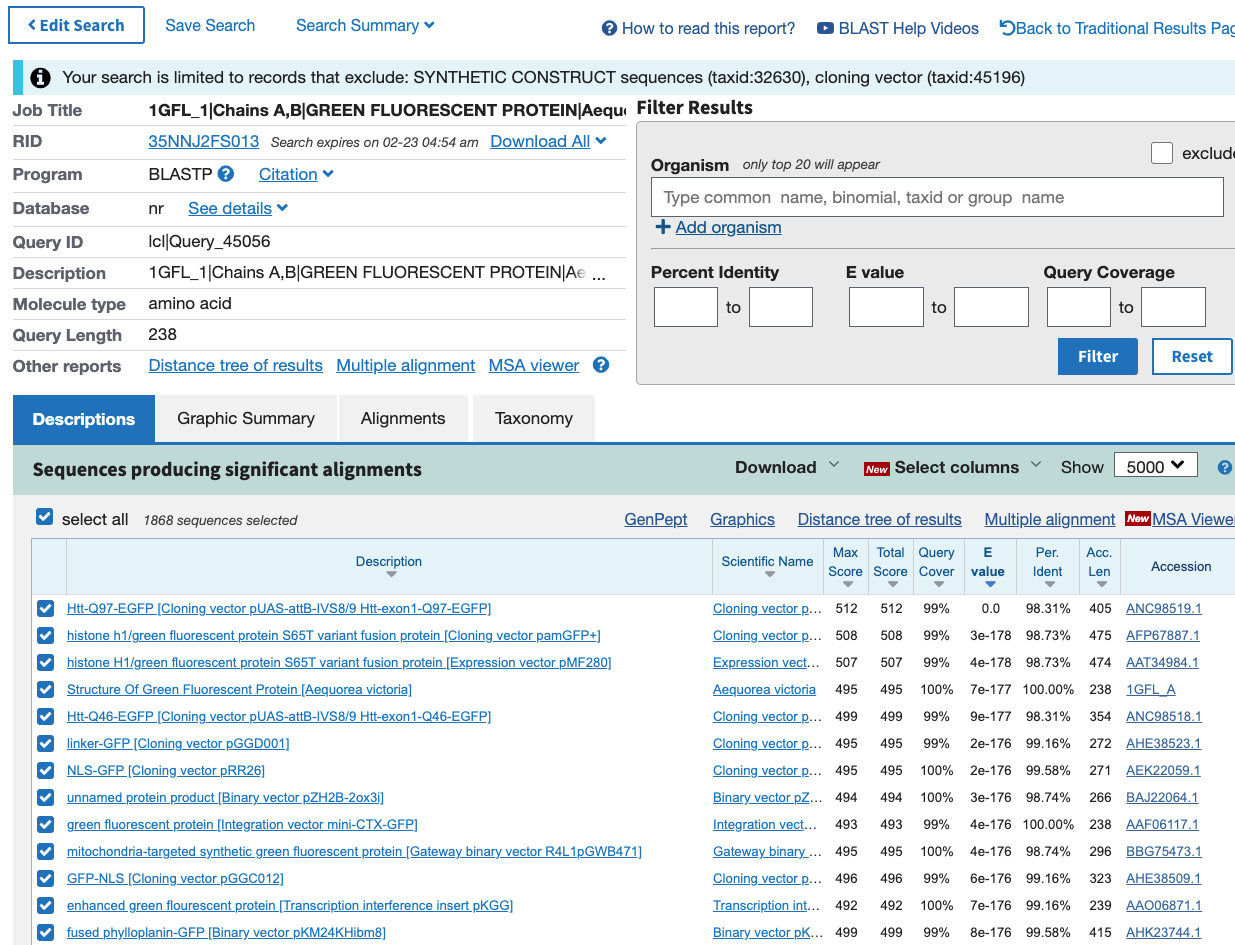 Edit Search Save Search Search Summary How to read this report? BLAST Help Videos Back to Traditional Results Pag
Your search is limited to records that exclude: SYNTHETIC CONSTRUCT sequences (taxid:32630), cloning vector (taxid:45196)
Job Title 1GFL_1|Chains A,B|GREEN FLUORESCENT PROTEIN|Aequo
RID 35NNJ2FS013 Search expires on 02-23 04:54 am Download All
Program BLASTP Citation
Database nr See details
Query ID lcl|Query_45056
Description 1GFL_1|Chains A,B|GREEN FLUORESCENT PROTEIN|Ae ...
Molecule type amino acid
Query Length 238
Other reports Distance tree of results Multiple alignment MSA viewer
Filter Results
Organism only top 20 will appear exclude
Type common name, binomial, taxid or group name
Add organism
Percent Identity E value Query Coverage
to to to
Filter Reset
Descriptions Graphic Summary Alignments Taxonomy
Sequences producing significant alignments Download New Select columns Show 5000
select all 1868 sequences selected GenPept Graphics Distance tree of results Multiple alignment New MSA Viewer
Description Scientific Name Max Score Total Score Query Cover E value Per. Ident Acc. Len Accession
Htt-Q97-EGFP [Cloning vector pUAS-attB-IVS8/9 Htt-exon1-Q97-EGFP] Cloning vector p... 512 512 99% 0.0 98.31% 405 ANC98519.1
histone h1/green fluorescent protein S65T variant fusion protein [Cloning vector pamGFP+] Cloning vector p... 508 508 99% 3e-178 98.73% 475 AFP67887.1
histone H1/green fluorescent protein S65T variant fusion protein [Expression vector pMF280] Expression vect... 507 507 99% 4e-178 98.73% 474 AAT34984.1
Structure Of Green Fluorescent Protein [Aequorea victoria] Aequorea victoria 495 495 100% 7e-177 100.00% 238 1GFL_A
Htt-Q46-EGFP [Cloning vector pUAS-attB-IVS8/9 Htt-exon1-Q46-EGFP] Cloning vector p... 499 499 99% 9e-177 98.31% 354 ANC98518.1
linker-GFP [Cloning vector pGGD001] Cloning vector p... 495 495 99% 2e-176 99.16% 272 AHE38523.1
NLS-GFP [Cloning vector pRR26] Cloning vector p... 495 495 100% 2e-176 99.58% 271 AEK22059.1
unnamed protein product [Binary vector pZH2B-2ox3i] Binary vector pZ... 494 494 100% 3e-176 98.74% 266 BAJ22064.1
green fluorescent protein [Integration vector mini-CTX-GFP] Integration vect... 493 493 99% 4e-176 100.00% 238 AAF06117.1
mitochondria-targeted synthetic green fluorescent protein [Gateway binary vector R4L1pGWB471] Gateway binary ... 495 495 100% 4e-176 98.74% 296 BBG75473.1
GFP-NLS [Cloning vector pGGC012] Cloning vector p... 496 496 99% 6e-176 99.16% 323 AHE38509.1
enhanced green flourescent protein [Transcription interference insert pKGG] Transcription int... 492 492 100% 7e-176 99.16% 239 AAO06871.1
fused phylloplanin-GFP [Binary vector pKM24KHibm8] Binary vector pK... 499 499 99% 8e-176 99.58% 415 AHK23744.1